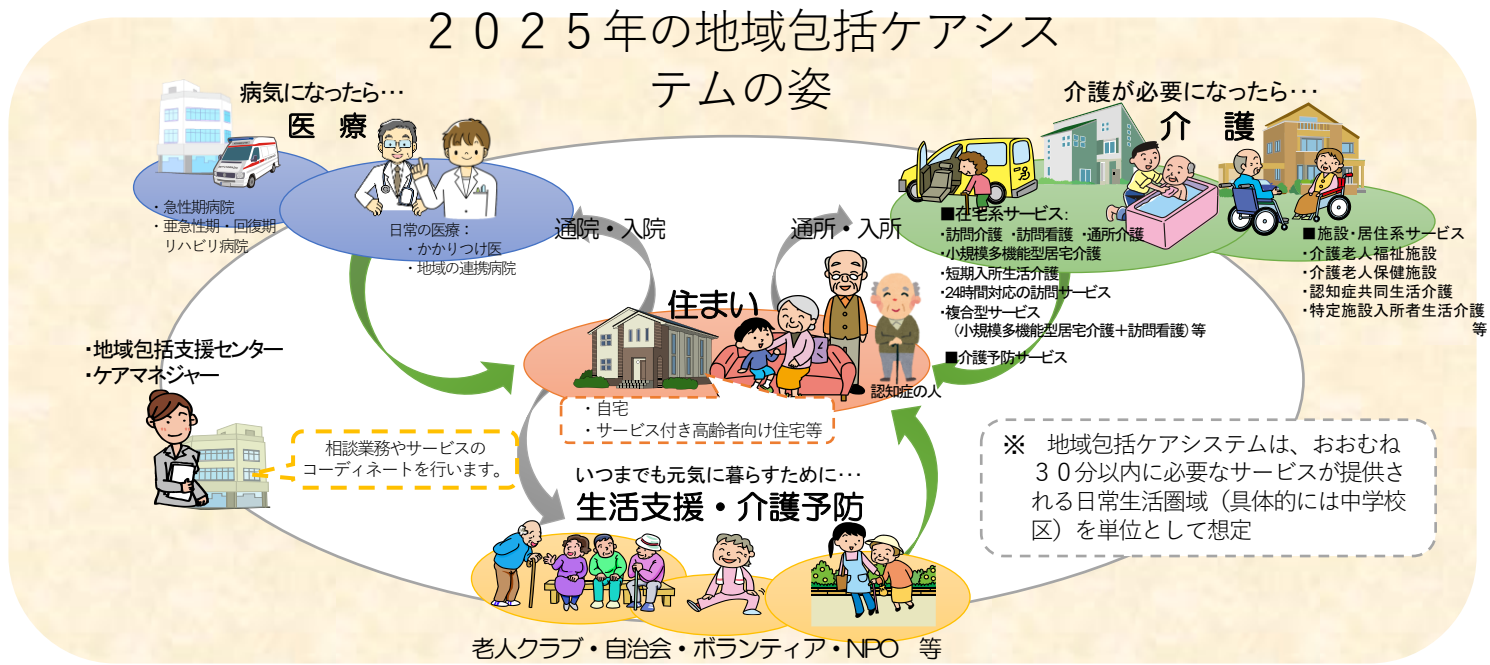 ２０２５年の地域包括ケアシス
テムの姿
病気になったら･･･
医　療
・急性期病院
・亜急性期・回復期
リハビリ病院
日常の医療：
・かかりつけ医
・地域の連携病院
通院・入院
通所・入所
介護が必要になったら･･･
介　護
■在宅系サービス：
・訪問介護 ・訪問看護 ・通所介護
・小規模多機能型居宅介護
・短期入所生活介護
・24時間対応の訪問サービス
・複合型サービス
（小規模多機能型居宅介護＋訪問看護）等
■介護予防サービス
■施設・居住系サービス
・介護老人福祉施設
・介護老人保健施設
・認知症共同生活介護
・特定施設入所者生活介護
等
住まい
認知症の人
・自宅
・サービス付き高齢者向け住宅等
・地域包括支援センター
・ケアマネジャー
相談業務やサービスの
コーディネートを行います。
いつまでも元気に暮らすために･･･
生活支援・介護予防
老人クラブ・自治会・ボランティア・NPO　等
※　地域包括ケアシステムは、おおむね
３０分以内に必要なサービスが提供さ
れる日常生活圏域（具体的には中学校
区）を単位として想定